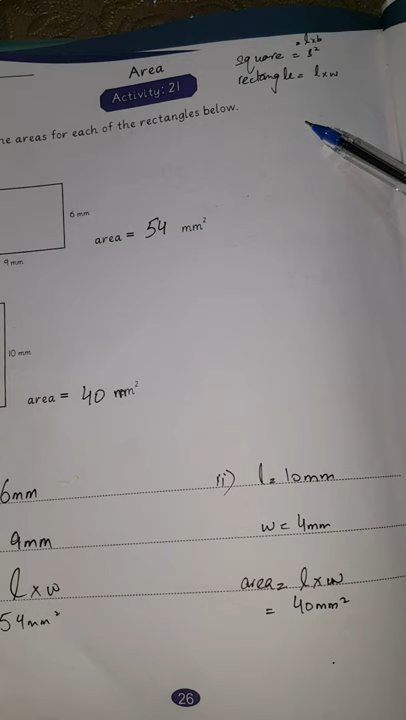 = l×b
square = s²
rectangle = l×w
Area
Activity: 21
he areas for each of the rectangles below.
6 mm
area = 54 mm²
9 mm
10 mm
area = 40 mm²
6mm
ii) l= 10mm
9mm
w = 4mm
l×w
area = l×w
54mm²
= 40mm²
26